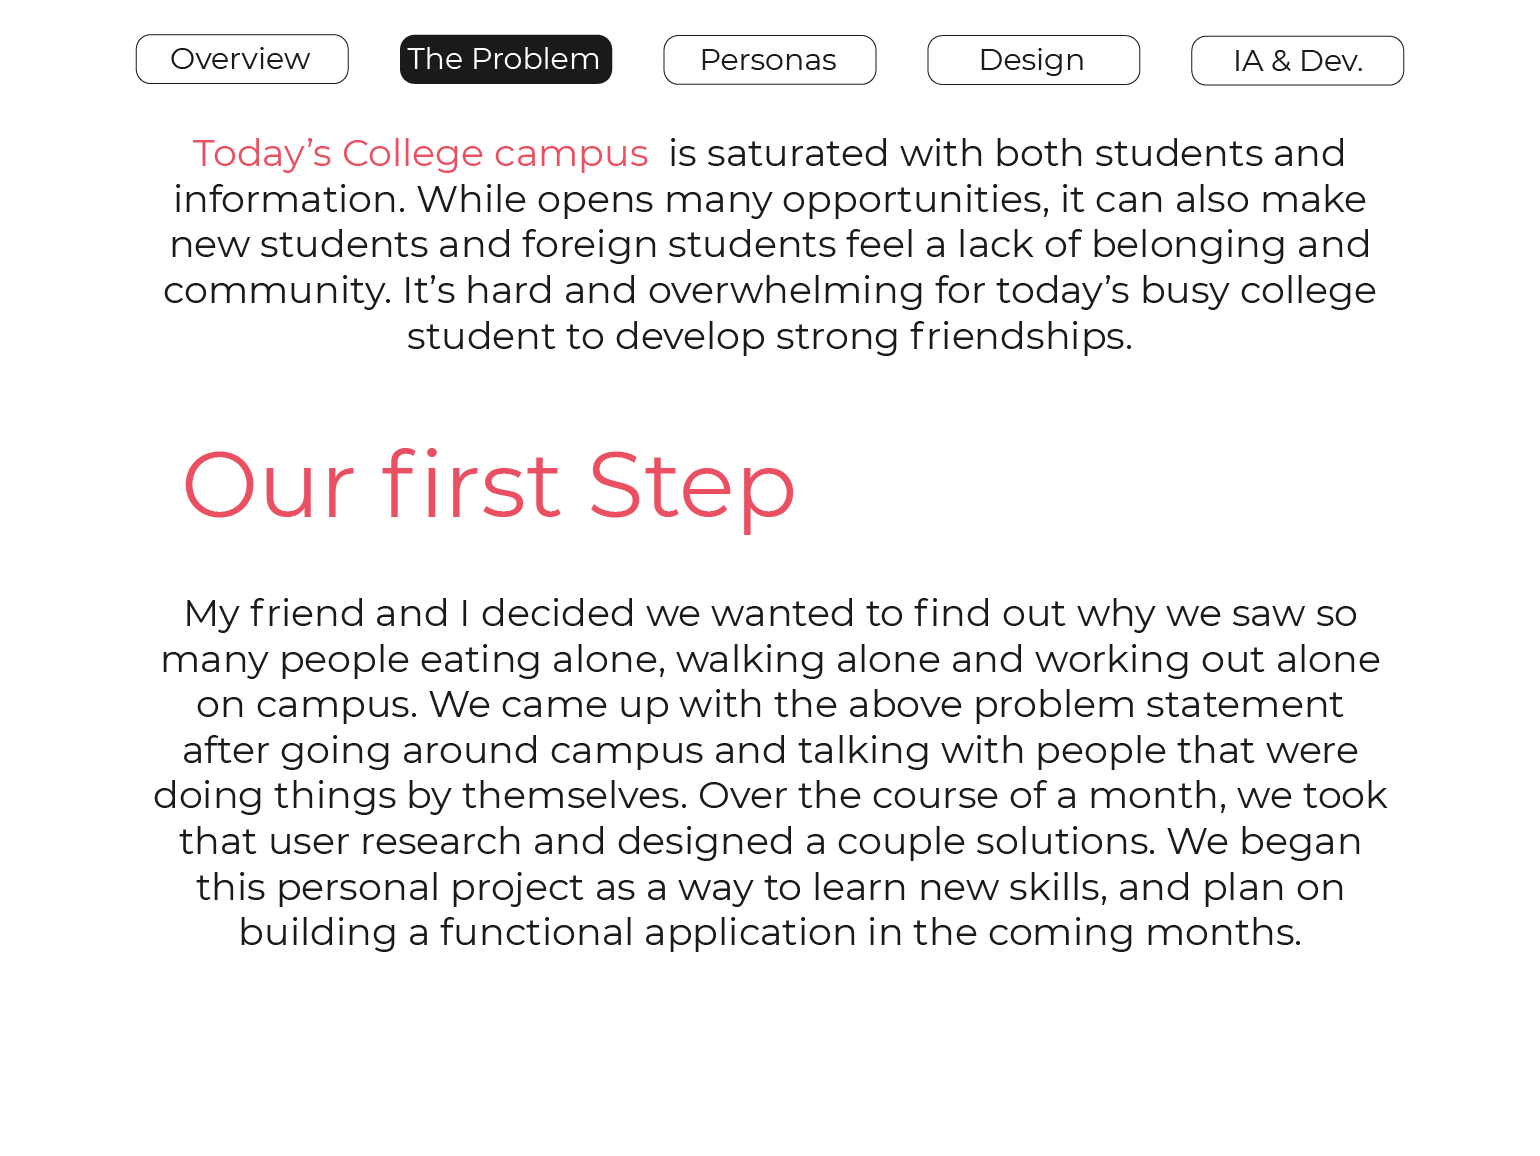 Overview
The Problem
Personas
Design
IA & Dev.
Today’s College campus is saturated with both students and
information. While opens many opportunities, it can also make
new students and foreign students feel a lack of belonging and
community. It’s hard and overwhelming for today’s busy college
student to develop strong friendships.
Our first Step
My friend and I decided we wanted to find out why we saw so
many people eating alone, walking alone and working out alone
on campus. We came up with the above problem statement
after going around campus and talking with people that were
doing things by themselves. Over the course of a month, we took
that user research and designed a couple solutions. We began
this personal project as a way to learn new skills, and plan on
building a functional application in the coming months.